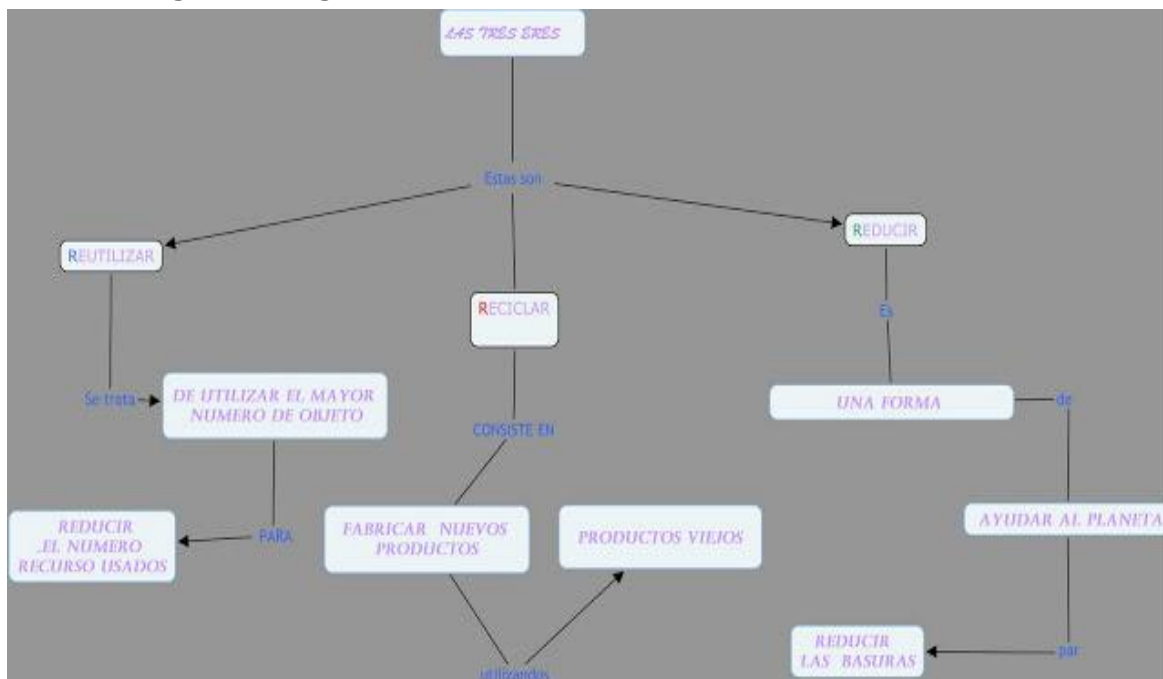 LAS TRES ERES
Estas son
REUTILIZAR
RECICLAR
REDUCIR
Se trata
DE UTILIZAR EL MAYOR
NUMERO DE OBJETO
PARA
REDUCIR
.EL NUMERO
RECURSO USADOS
CONSISTE EN
FABRICAR NUEVOS
PRODUCTOS
utilizandos
PRODUCTOS VIEJOS
Es
UNA FORMA
de
AYUDAR AL PLANETA
par
REDUCIR
LAS BASURAS